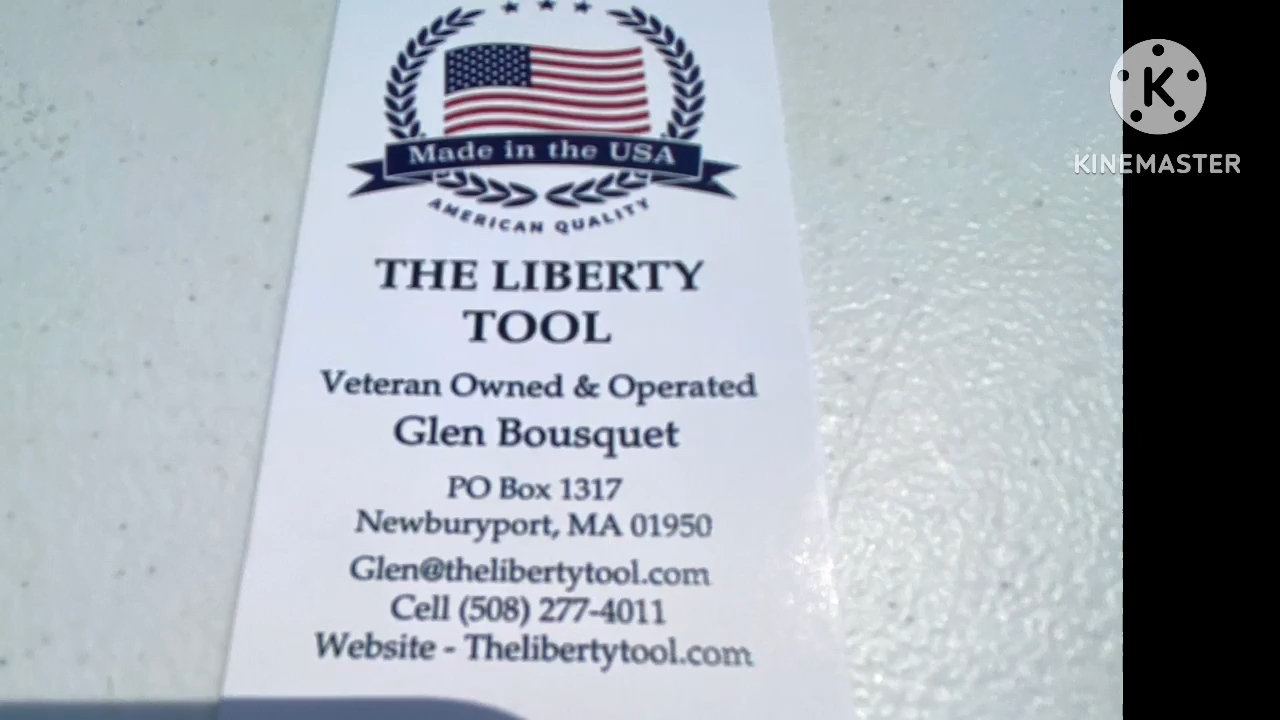 K
KINEMASTER
Made in the USA
AMERICAN QUALITY
THE LIBERTY
TOOL
Veteran Owned & Operated
Glen Bousquet
PO Box 1317
Newburyport, MA 01950
Glen@thelibertytool.com
Cell (508) 277-4011
Website - Thelibertytool.com